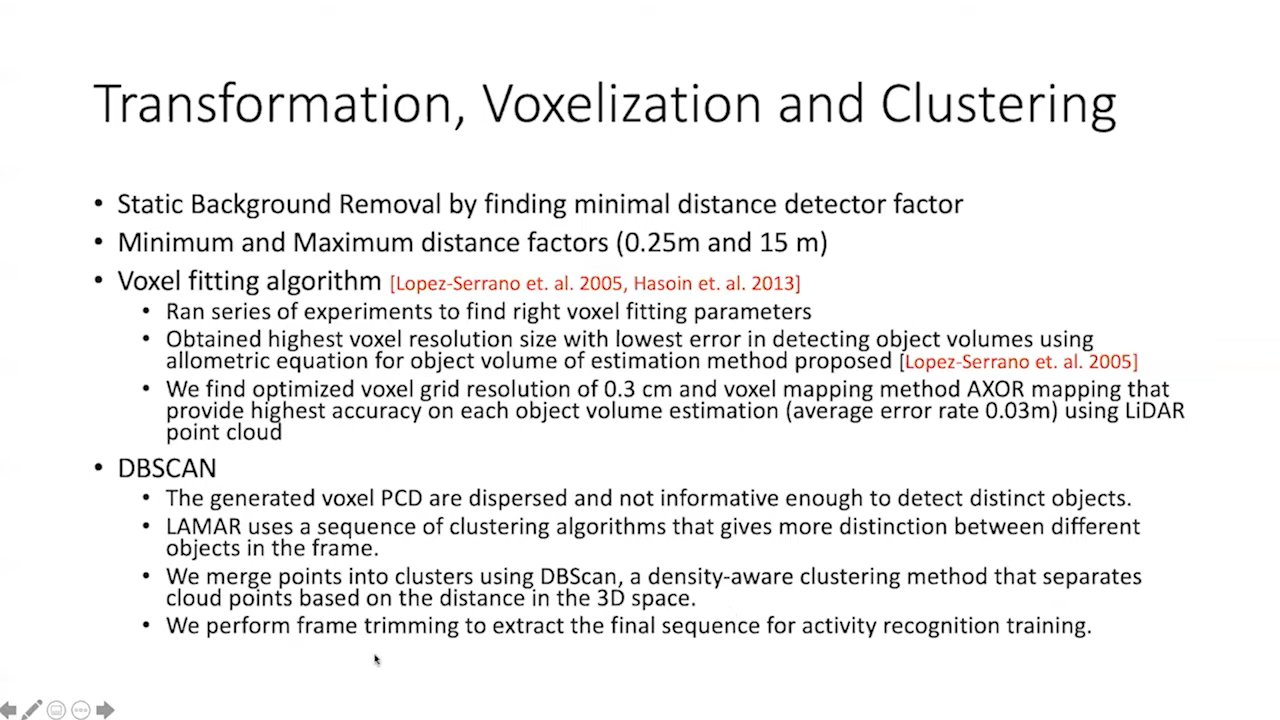 Transformation, Voxelization and Clustering
• Static Background Removal by finding minimal distance detector factor
• Minimum and Maximum distance factors (0.25m and 15 m)
• Voxel fitting algorithm [Lopez-Serrano et. al. 2005, Hasoin et. al. 2013]
• Ran series of experiments to find right voxel fitting parameters
• Obtained highest voxel resolution size with lowest error in detecting object volumes using
allometric equation for object volume of estimation method proposed [Lopez-Serrano et. al. 2005]
• We find optimized voxel grid resolution of 0.3 cm and voxel mapping method AXOR mapping that
provide highest accuracy on each object volume estimation (average error rate 0.03m) using LiDAR
point cloud
• DBSCAN
• The generated voxel PCD are dispersed and not informative enough to detect distinct objects.
• LAMAR uses a sequence of clustering algorithms that gives more distinction between different
objects in the frame.
• We merge points into clusters using DBScan, a density-aware clustering method that separates
cloud points based on the distance in the 3D space.
• We perform frame trimming to extract the final sequence for activity recognition training.